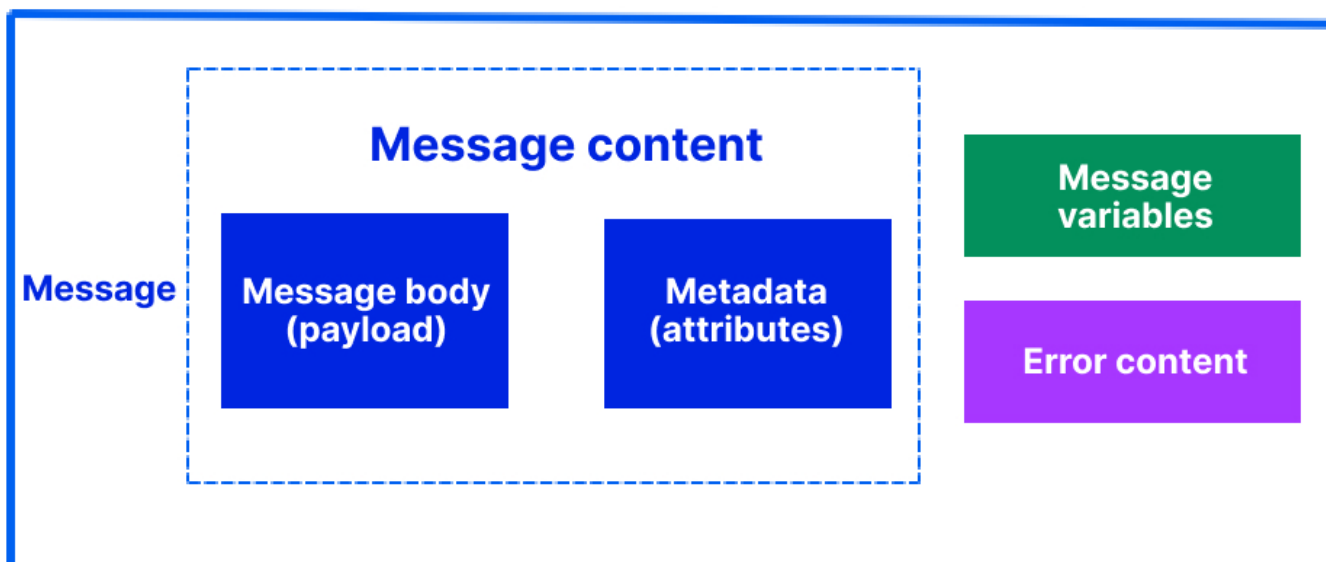 Message content
Message
variables
Message
Message body
(payload)
Metadata
(attributes)
Error content